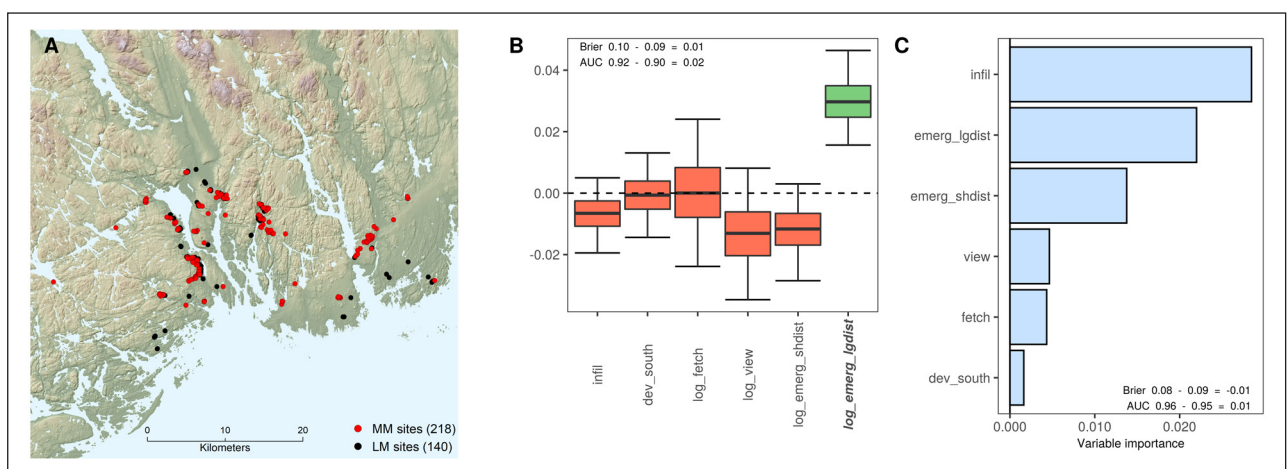 A
0 10 20
Kilometers
MM sites (218)
LM sites (140)
B
Brier 0.10 - 0.09 = 0.01
AUC 0.92 - 0.90 = 0.02
0.04
0.02
0.00
-0.02
infil
dev_south
log_fetch
log_view
log_emerg_shdist
log_emerg_lgdist
C
infil
emerg_lgdist
emerg_shdist
view
fetch
dev_south
Brier 0.08 - 0.09 = -0.01
AUC 0.96 - 0.95 = 0.01
0.000 0.010 0.020
Variable importance